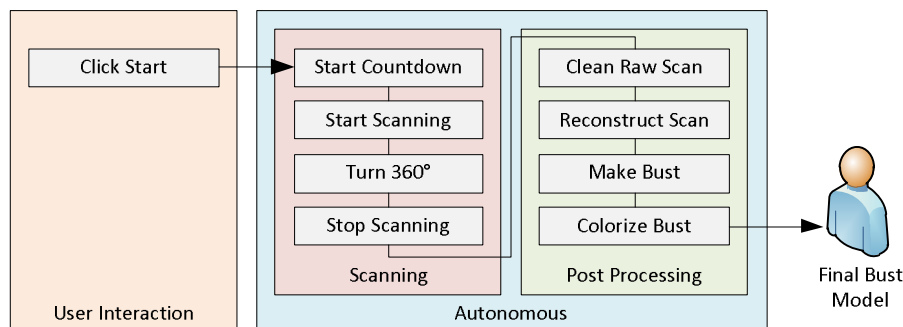 Click Start
Start Countdown
Start Scanning
Turn 360°
Stop Scanning
Scanning
Clean Raw Scan
Reconstruct Scan
Make Bust
Colorize Bust
Post Processing
User Interaction
Autonomous
Final Bust
Model